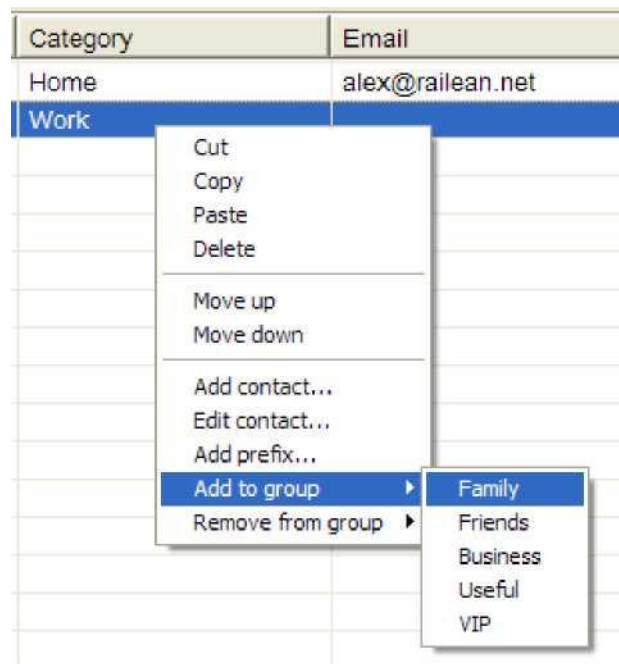 Category Email
Home alex@railean.net
Work
Cut
Copy
Paste
Delete
Move up
Move down
Add contact...
Edit contact...
Add prefix...
Add to group
Remove from group
Family
Friends
Business
Useful
VIP